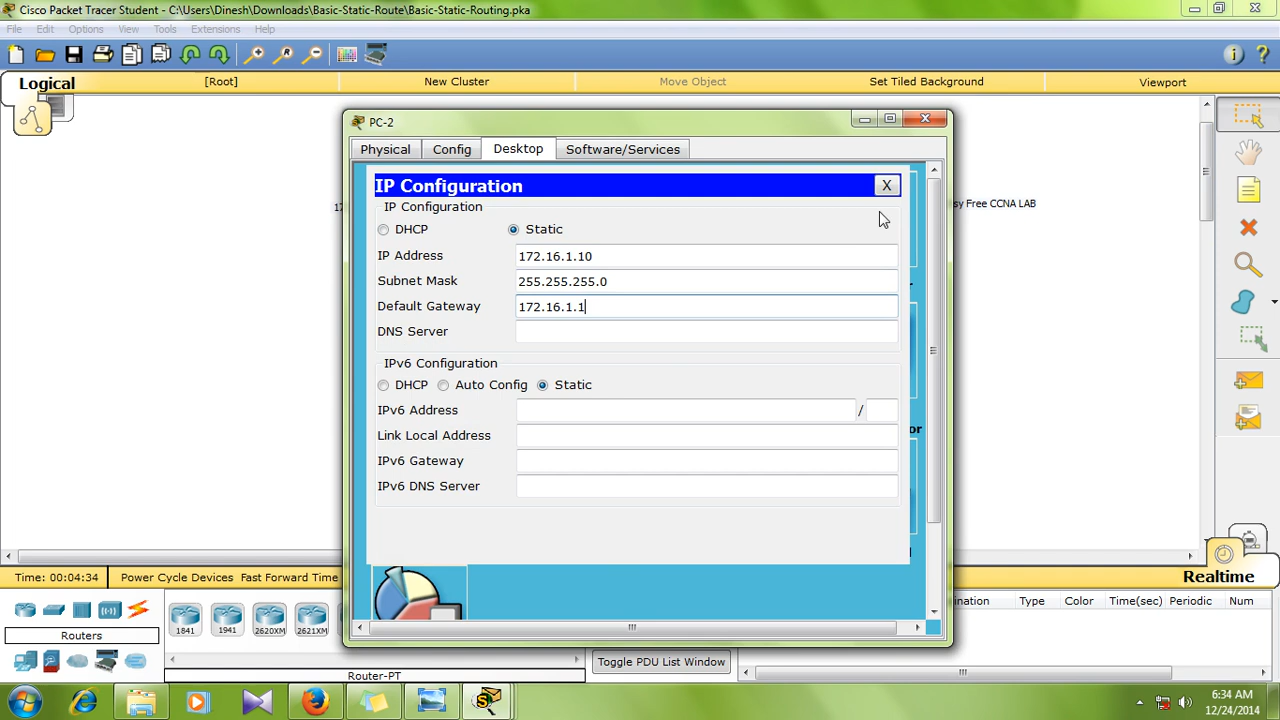 Cisco Packet Tracer Student - C:\Users\Dinesh\Downloads\Basic-Static-Route\Basic-Static-Routing.pka
File Edit Options View Tools Extensions Help
Logical [Root] New Cluster Move Object Set Tiled Background Viewport
PC-2
Physical Config Desktop Software/Services
IP Configuration X
IP Configuration
DHCP Static
IP Address 172.16.1.10
Subnet Mask 255.255.255.0
Default Gateway 172.16.1.1
DNS Server
IPv6 Configuration
DHCP Auto Config Static
IPv6 Address /
Link Local Address
IPv6 Gateway
IPv6 DNS Server
sy Free CCNA LAB
or
Time: 00:04:34 Power Cycle Devices Fast Forward Time
Realtime
Routers
1841 1941 2620XM 2621XM
Router-PT
Toggle PDU List Window
ination Type Color Time(sec) Periodic Num
6:34 AM
12/24/2014